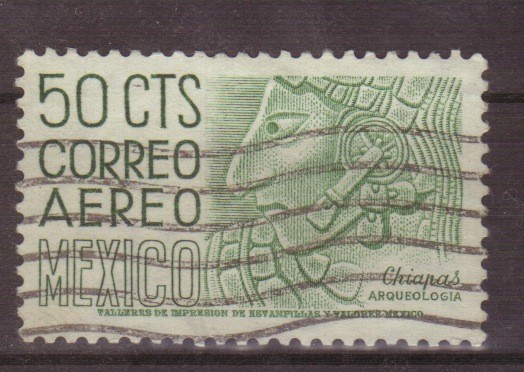 50 CTS
CORREO
AEREO
MEXICO
Chiapas
ARQUEOLOGIA
TALLERES DE IMPRESION DE ESTAMPILLAS Y VALORES MEXICO